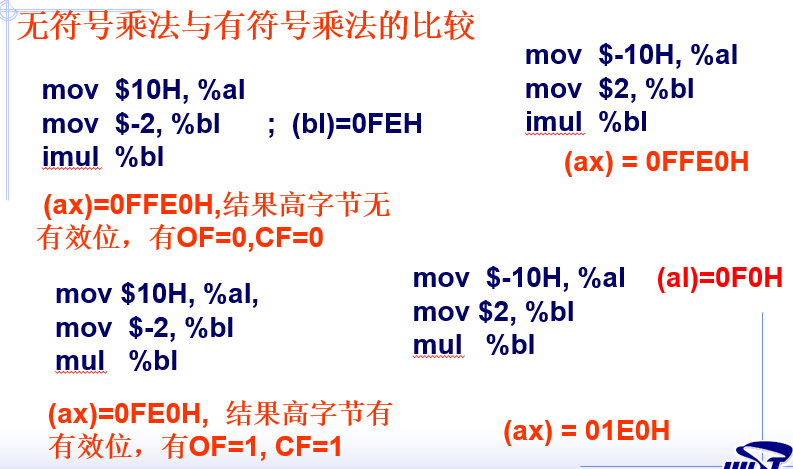 无符号乘法与有符号乘法的比较
mov $10H, %al
mov $-2, %bl ; (bl)=0FEH
imul %bl
(ax)=0FFE0H,结果高字节无
有效位，有OF=0,CF=0
mov $-10H, %al
mov $2, %bl
imul %bl
(ax) = 0FFE0H
mov $10H, %al,
mov $-2, %bl
mul %bl
(ax)=0FE0H, 结果高字节有
有效位，有OF=1, CF=1
mov $-10H, %al (al)=0F0H
mov $2, %bl
mul %bl
(ax) = 01E0H